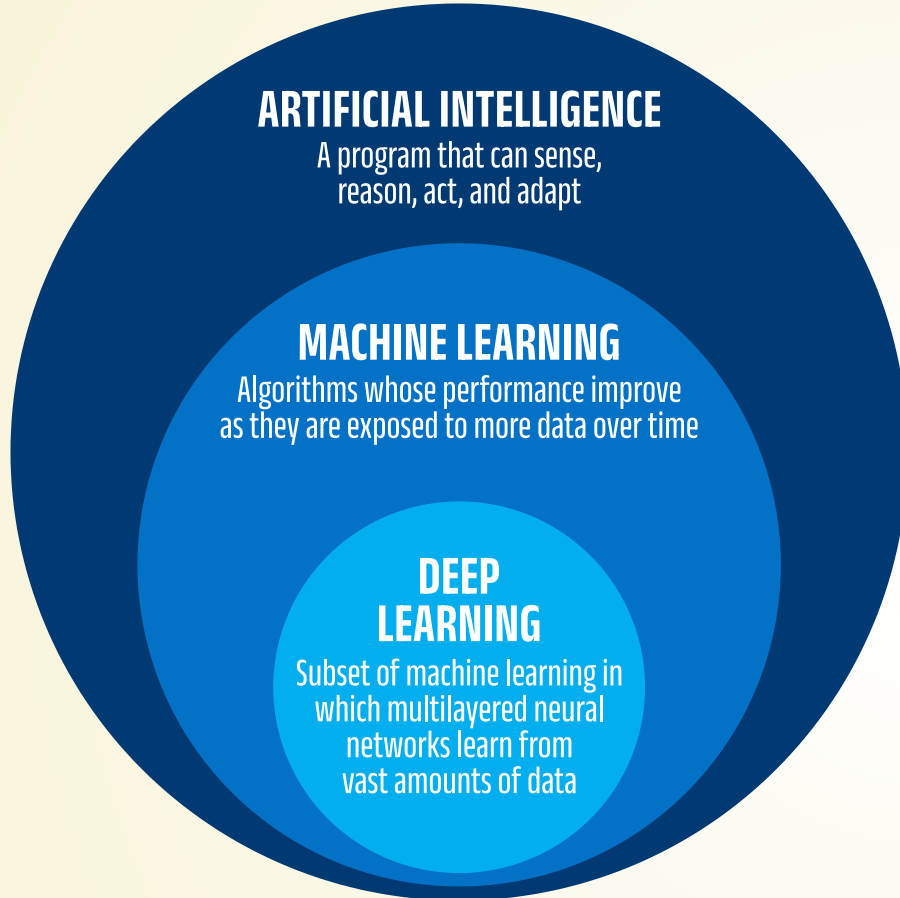 ARTIFICIAL INTELLIGENCE
A program that can sense,
reason, act, and adapt
MACHINE LEARNING
Algorithms whose performance improve
as they are exposed to more data over time
DEEP
LEARNING
Subset of machine learning in
which multilayered neural
networks learn from
vast amounts of data